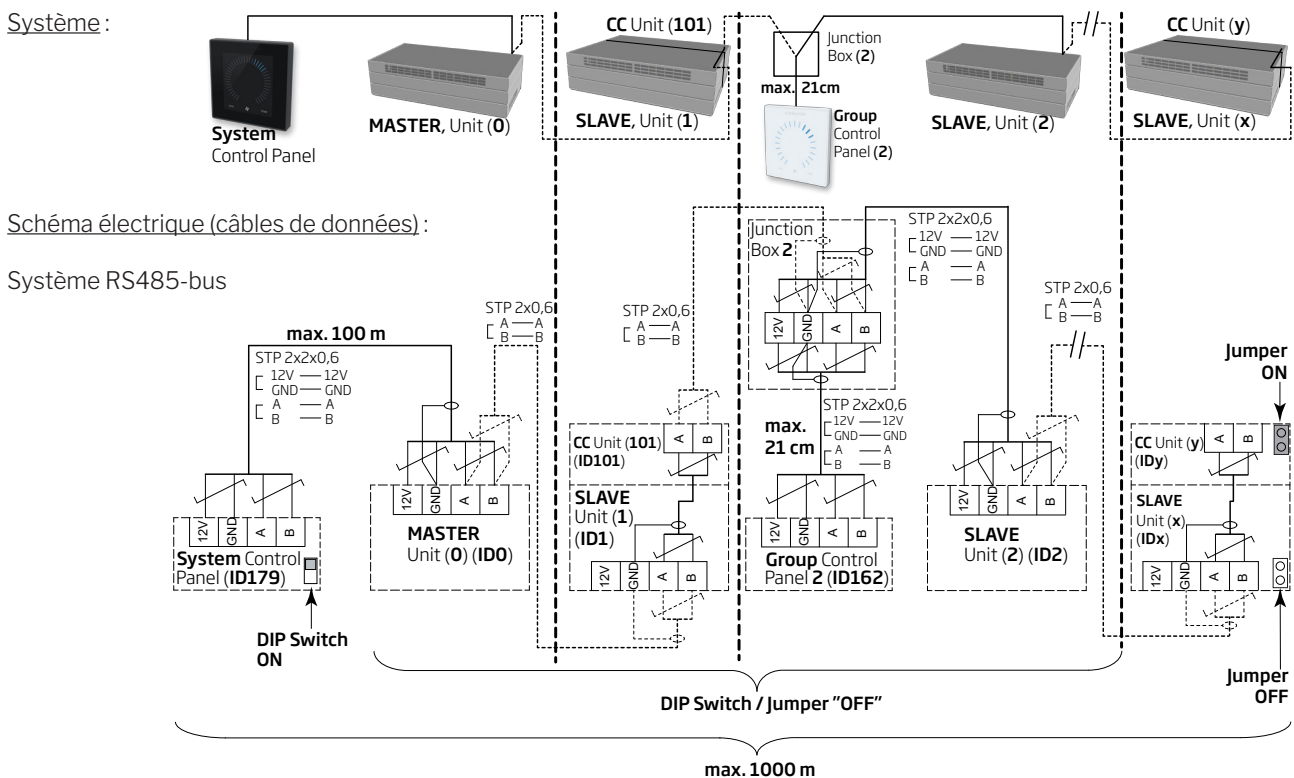 Système :
System
Control Panel
MASTER, Unit (0)
CC Unit (101)
SLAVE, Unit (1)
Junction
Box (2)
max. 21cm
Group
Control
Panel (2)
SLAVE, Unit (2)
CC Unit (y)
SLAVE, Unit (x)
Schéma électrique (câbles de données) :
Système RS485-bus
max. 100 m
STP 2x2x0,6
12V 12V
GND GND
A A
B B
12V GND A B
System Control
Panel (ID179)
DIP Switch
ON
STP 2x0,6
A A
B B
12V GND A B
MASTER
Unit (0) (ID0)
STP 2x0,6
A A
B B
A B
CC Unit (101)
(ID101)
SLAVE
Unit (1)
(ID1)
12V GND A B
Junction
Box 2
12V GND A B
max.
21 cm
STP 2x2x0,6
12V 12V
GND GND
A A
B B
12V GND A B
Group Control
Panel 2 (ID162)
STP 2x2x0,6
12V 12V
GND GND
A A
B B
12V GND A B
SLAVE
Unit (2) (ID2)
STP 2x0,6
A A
B B
Jumper
ON
A B
CC Unit (y)
(IDy)
SLAVE
Unit (x)
(IDx)
12V GND A B
Jumper
OFF
DIP Switch / Jumper "OFF"
max. 1000 m